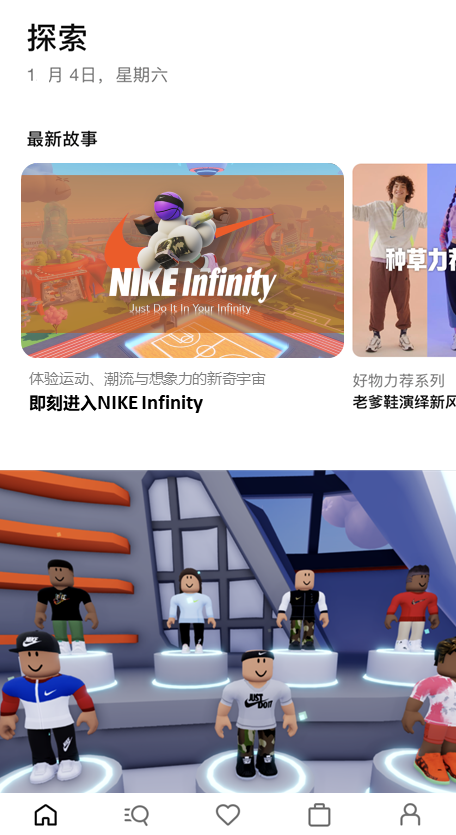 探索
1 月 4日，星期六
最新故事
NIKE Infinity
Just Do It In Your Infinity
种草力荐
体验运动、潮流与想象力的新奇宇宙
即刻进入NIKE Infinity
好物力荐系列
老爹鞋演绎新风
NIKE
JUST
DO IT